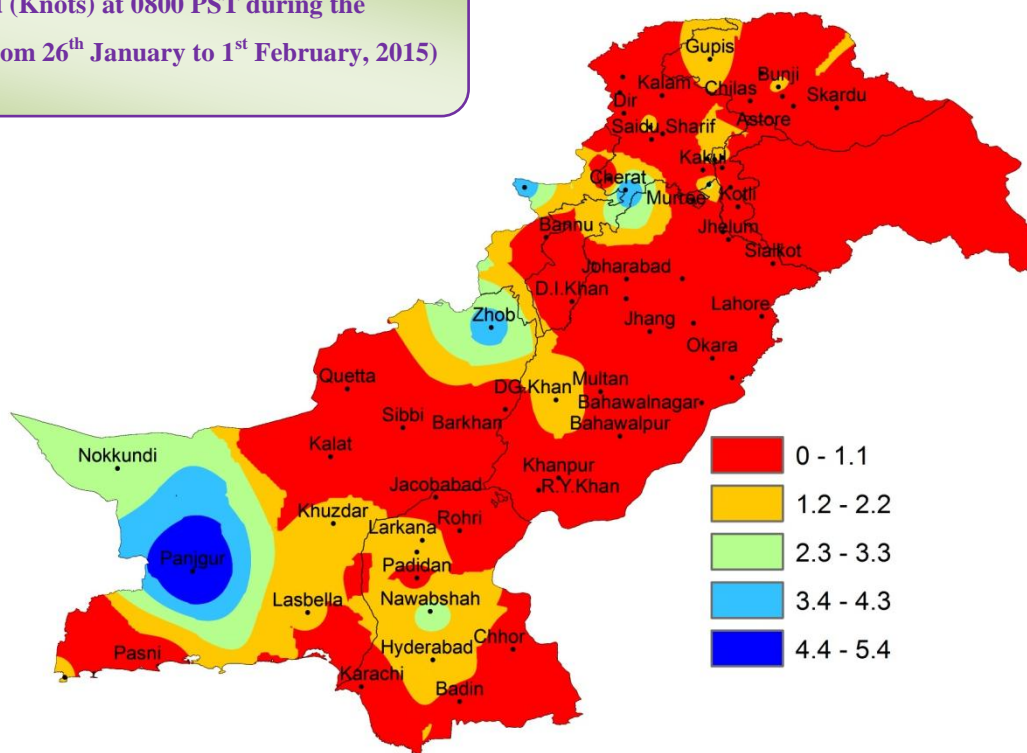 (Knots) at 0800 PST during the
om 26th January to 1st February, 2015)
Gupis
Bunji
Kalam
Chilas
Skardu
Dir
Astore
Saidu Sharif
Kakul
Cherat
Murree
Kotli
Bannu
Jhelum
Sialkot
Joharabad
D.I.Khan
Lahore
Zhob
Jhang
Okara
Quetta
DG.Khan
Multan
Bahawalnagar
Sibbi
Barkhan
Bahawalpur
Kalat
Nokkundi
Khanpur
R.Y.Khan
Jacobabad
Khuzdar
Rohri
Larkana
Panjgur
Padidan
Lasbella
Nawabshah
Hyderabad
Chhor
Pasni
Karachi
Badin
0 - 1.1
1.2 - 2.2
2.3 - 3.3
3.4 - 4.3
4.4 - 5.4